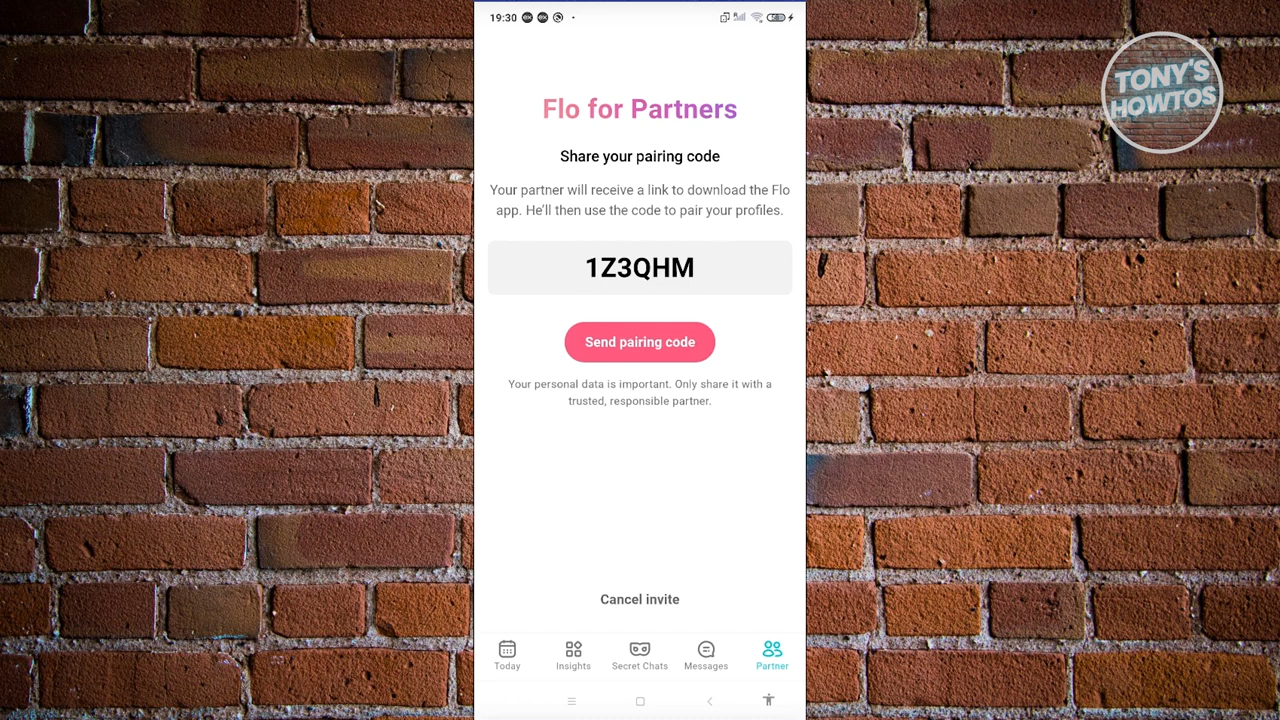 19:30
TONY'S
HOWTOS
Flo for Partners
Share your pairing code
Your partner will receive a link to download the Flo
app. He'll then use the code to pair your profiles.
1Z3QHM
Send pairing code
Your personal data is important. Only share it with a
trusted, responsible partner.
Cancel invite
Today Insights Secret Chats Messages Partner